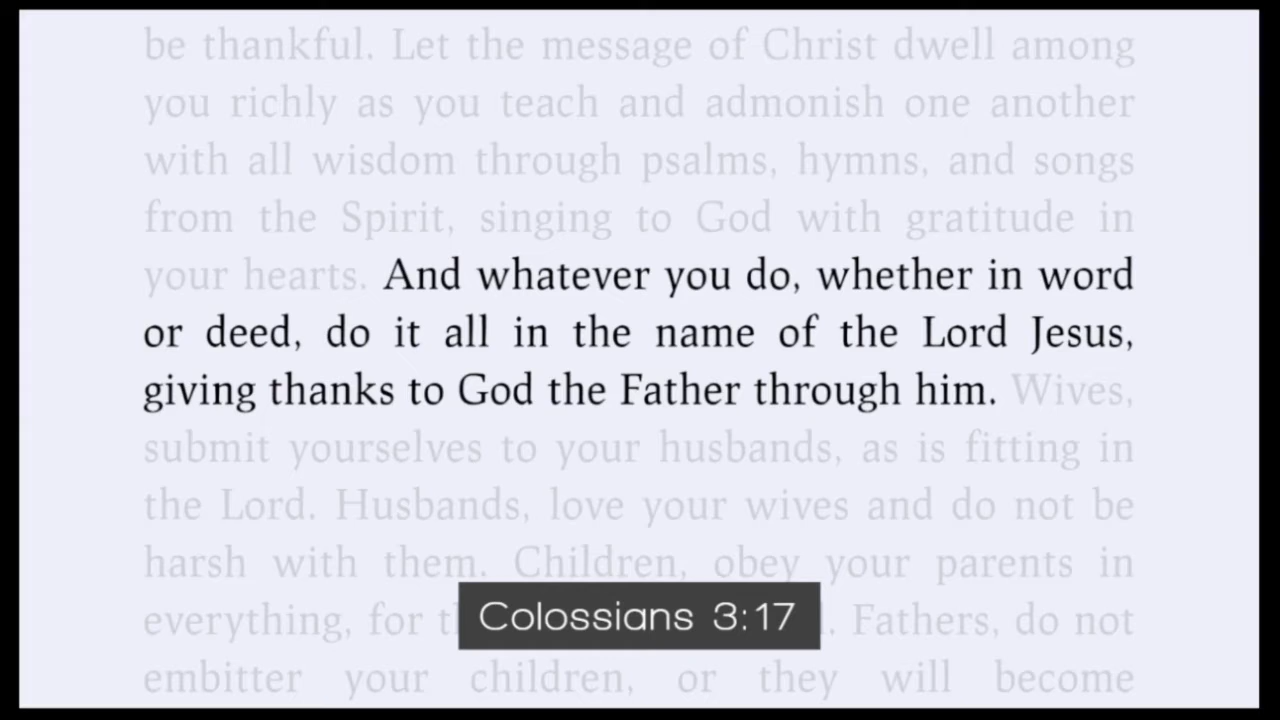 be thankful. Let the message of Christ dwell among
you richly as you teach and admonish one another
with all wisdom through psalms, hymns, and songs
from the Spirit, singing to God with gratitude in
your hearts. And whatever you do, whether in word
or deed, do it all in the name of the Lord Jesus,
giving thanks to God the Father through him. Wives,
submit yourselves to your husbands, as is fitting in
the Lord. Husbands, love your wives and do not be
harsh with them. Children, obey your parents in
everything, for . Fathers, do not
Colossians 3:17
embitter your children, or they will become